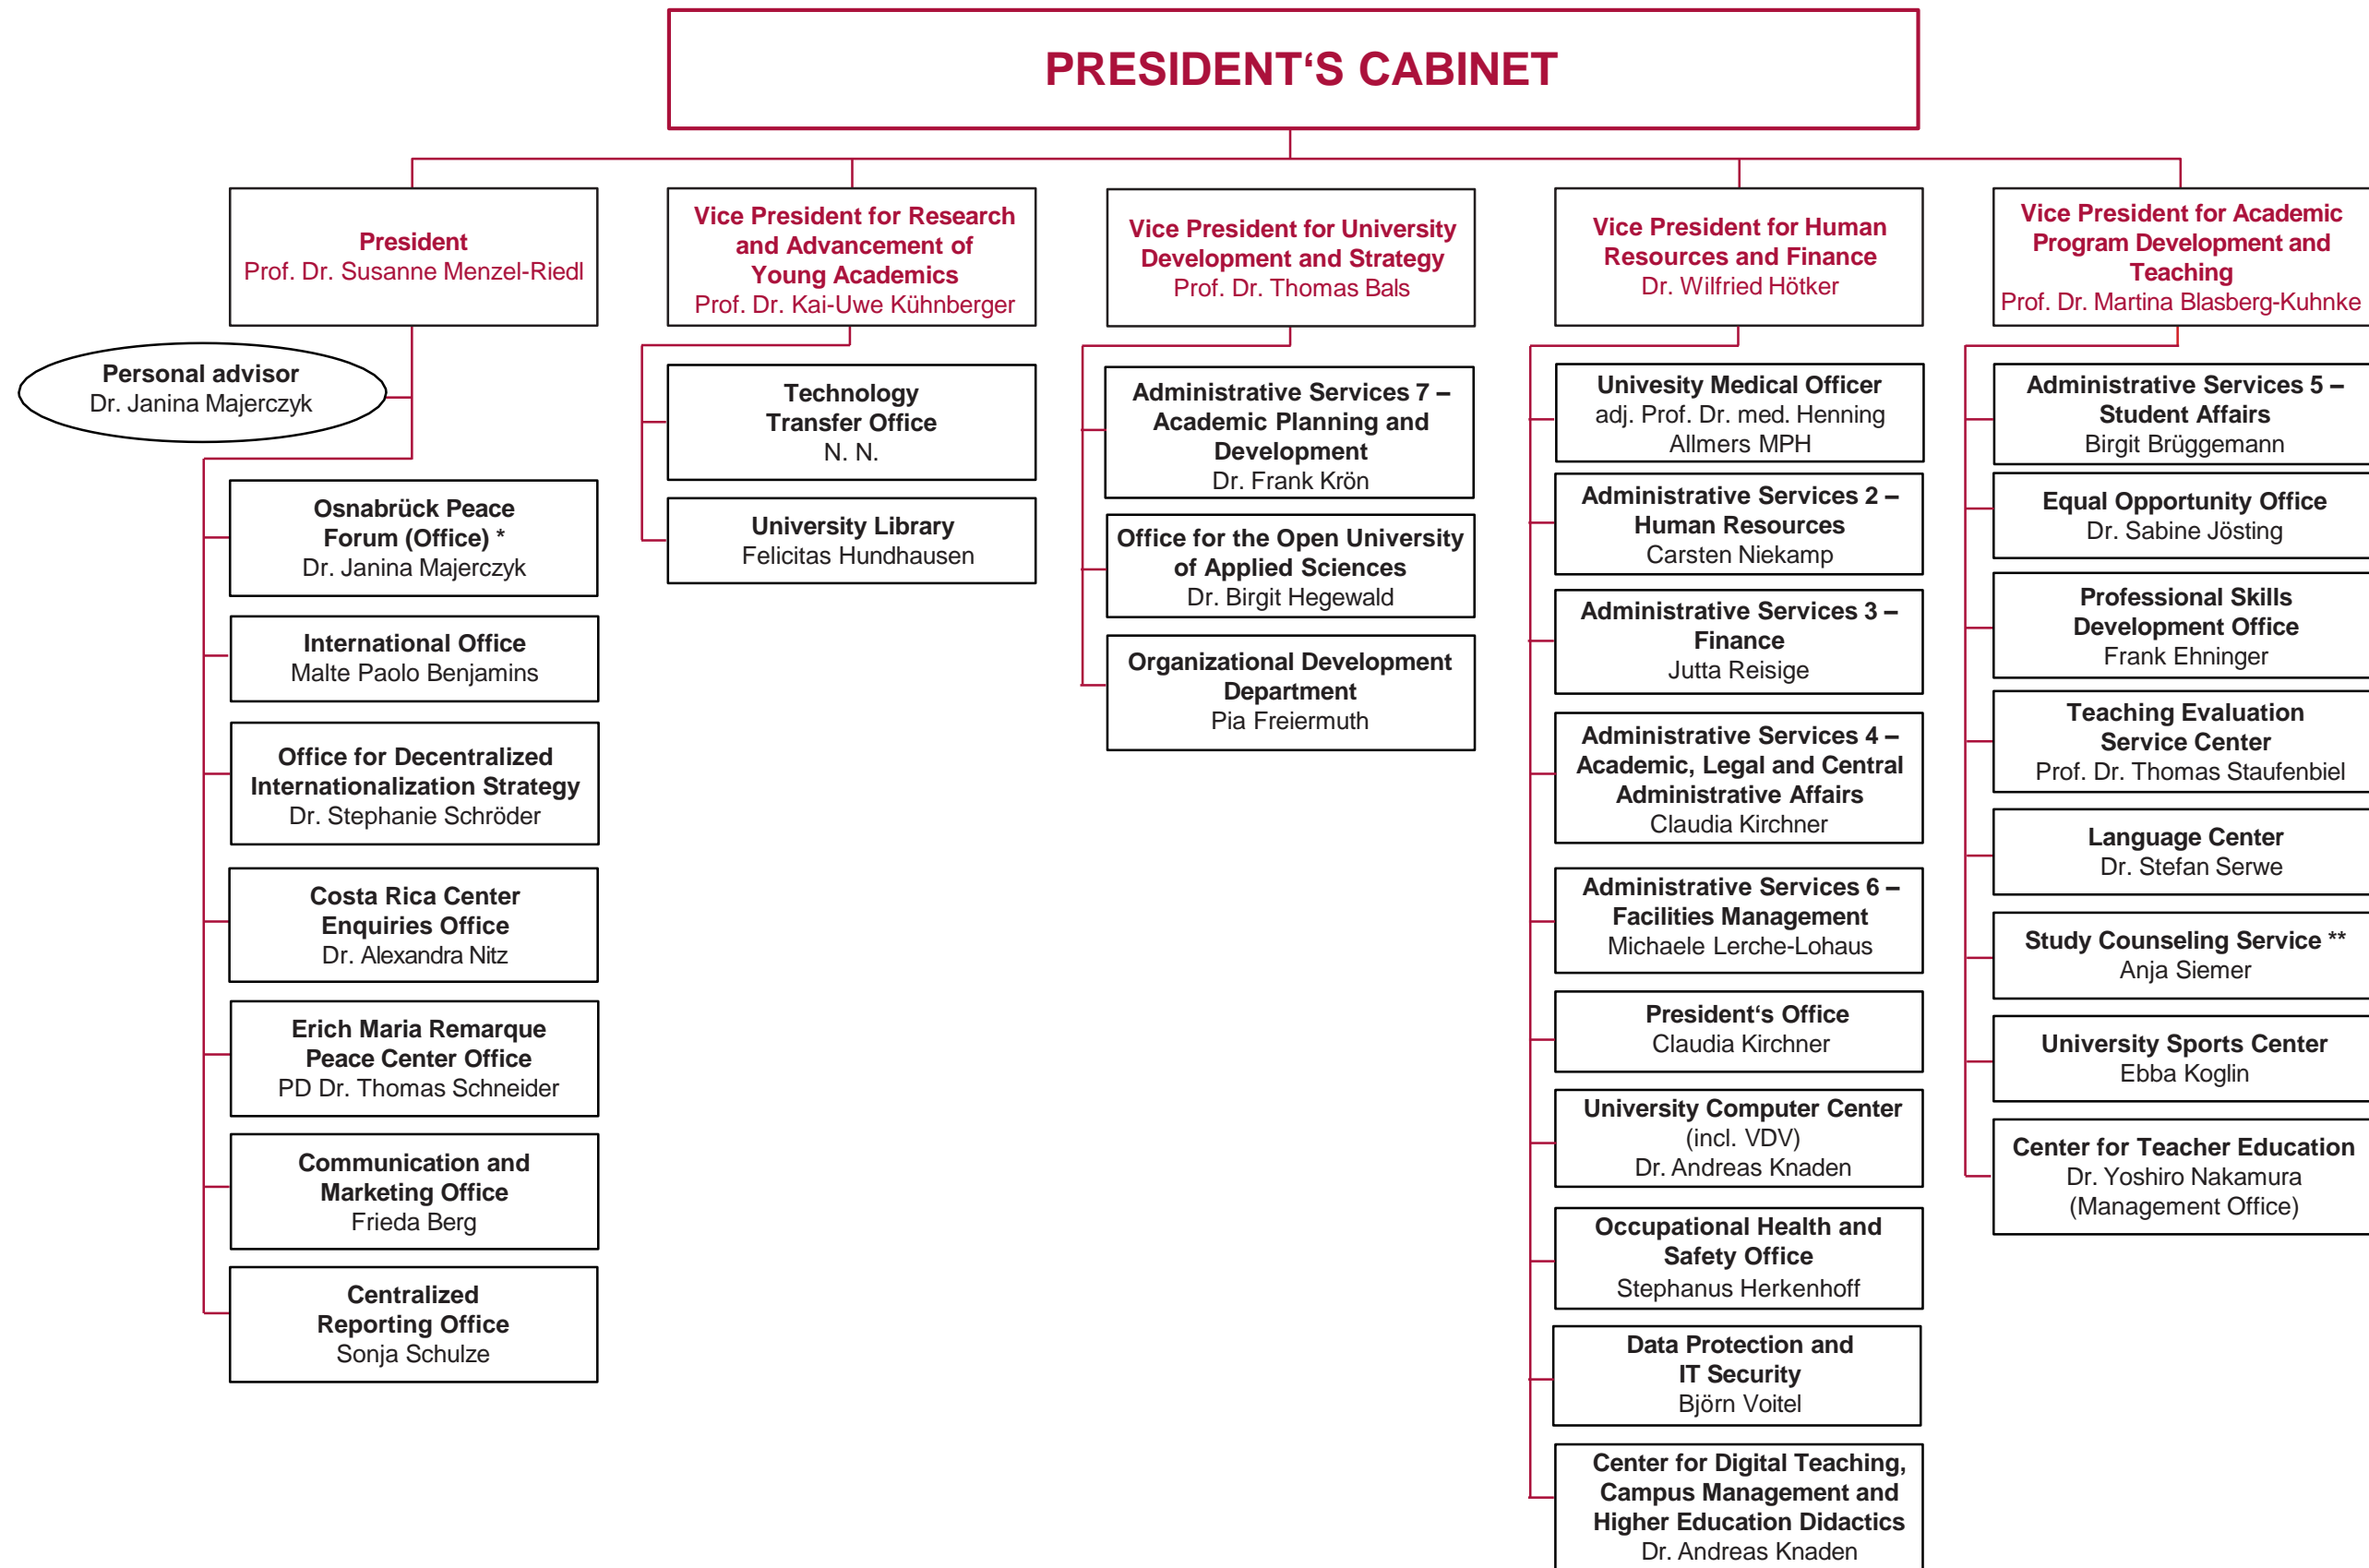 PRESIDENT‘S CABINET
President
Prof. Dr. Susanne Menzel-Riedl
Personal advisor
Dr. Janina Majerczyk
Osnabrück Peace
Forum (Office) *
Dr. Janina Majerczyk
International Office
Malte Paolo Benjamins
Office for Decentralized
Internationalization Strategy
Dr. Stephanie Schröder
Costa Rica Center
Enquiries Office
Dr. Alexandra Nitz
Erich Maria Remarque
Peace Center Office
PD Dr. Thomas Schneider
Communication and
Marketing Office
Frieda Berg
Centralized
Reporting Office
Sonja Schulze
Vice President for Research
and Advancement of
Young Academics
Prof. Dr. Kai-Uwe Kühnberger
Technology
Transfer Office
N. N.
University Library
Felicitas Hundhausen
Vice President for University
Development and Strategy
Prof. Dr. Thomas Bals
Administrative Services 7 –
Academic Planning and
Development
Dr. Frank Krön
Office for the Open University
of Applied Sciences
Dr. Birgit Hegewald
Organizational Development
Department
Pia Freiermuth
Vice President for Human
Resources and Finance
Dr. Wilfried Hötker
Univesity Medical Officer
adj. Prof. Dr. med. Henning
Allmers MPH
Administrative Services 2 –
Human Resources
Carsten Niekamp
Administrative Services 3 –
Finance
Jutta Reisige
Administrative Services 4 –
Academic, Legal and Central
Administrative Affairs
Claudia Kirchner
Administrative Services 6 –
Facilities Management
Michaele Lerche-Lohaus
President‘s Office
Claudia Kirchner
University Computer Center
(incl. VDV)
Dr. Andreas Knaden
Occupational Health and
Safety Office
Stephanus Herkenhoff
Data Protection and
IT Security
Björn Voitel
Center for Digital Teaching,
Campus Management and
Higher Education Didactics
Dr. Andreas Knaden
Vice President for Academic
Program Development and
Teaching
Prof. Dr. Martina Blasberg-Kuhnke
Administrative Services 5 –
Student Affairs
Birgit Brüggemann
Equal Opportunity Office
Dr. Sabine Jösting
Professional Skills
Development Office
Frank Ehninger
Teaching Evaluation
Service Center
Prof. Dr. Thomas Staufenbiel
Language Center
Dr. Stefan Serwe
Study Counseling Service **
Anja Siemer
University Sports Center
Ebba Koglin
Center for Teacher Education
Dr. Yoshiro Nakamura
(Management Office)